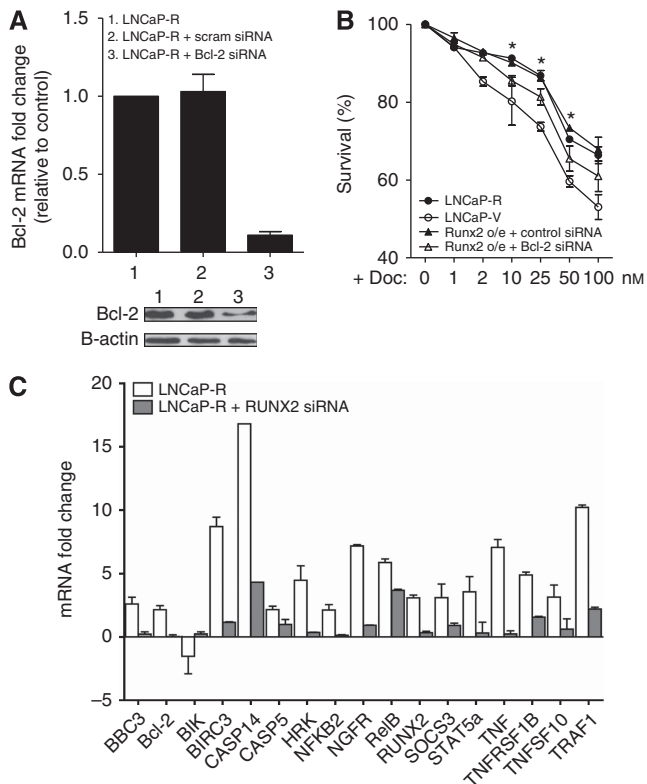 A
1. LNCaP-R
2. LNCaP-R + scram siRNA
3. LNCaP-R + Bcl-2 siRNA
Bcl-2 mRNA fold change
(relative to control)
1.5
1.0
0.5
0.0
1 2 3
1 2 3
Bcl-2
B-actin
B
Survival (%)
100
80
60
40
* * *
LNCaP-R
LNCaP-V
Runx2 o/e + control siRNA
Runx2 o/e + Bcl-2 siRNA
+ Doc: 0 1 2 10 25 50 100 nM
C
LNCaP-R
LNCaP-R + RUNX2 siRNA
mRNA fold change
20
15
10
5
0
–5
BBC3
Bcl-2
BIK
BIRC3
CASP14
CASP5
HRK
NFKB2
NGFR
RelB
RUNX2
SOCS3
STAT5a
TNF
TNFRSF1B
TNFSF10
TRAF1